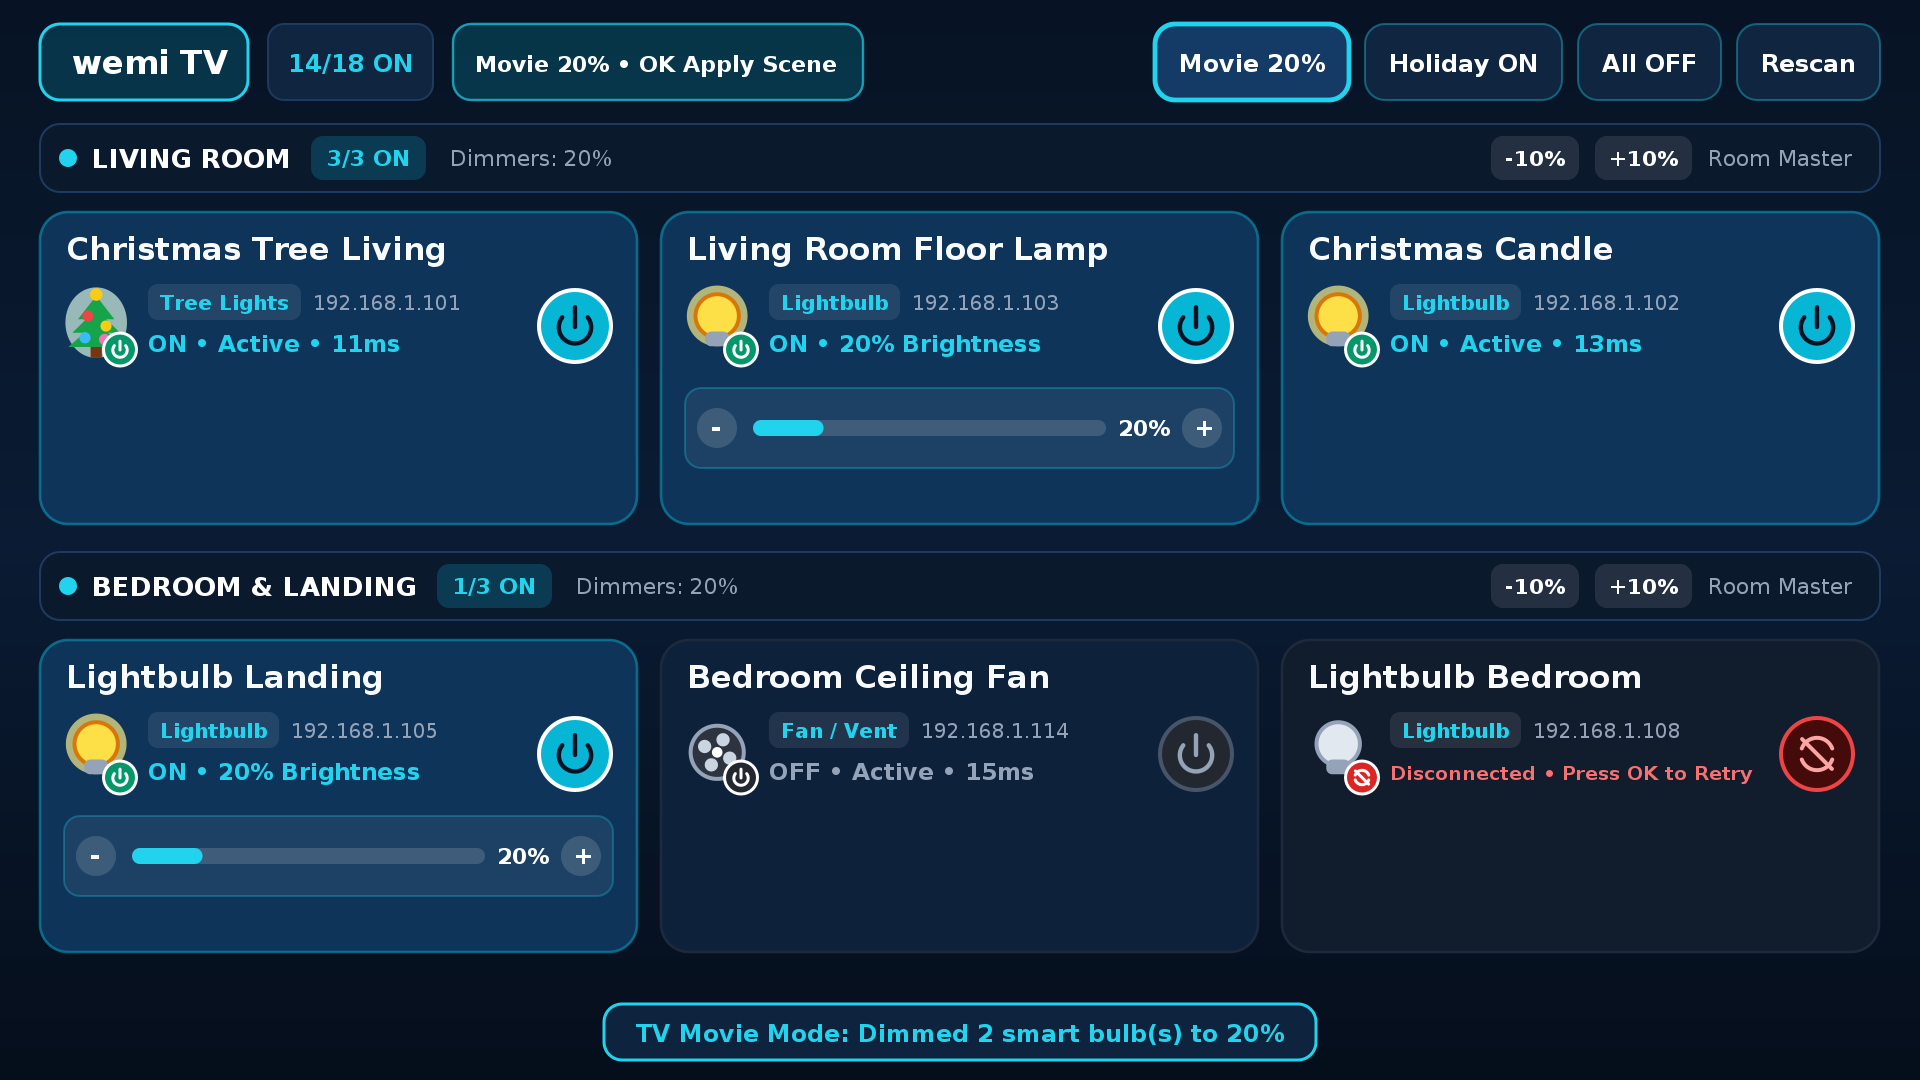 wemi TV
14/18 ON
Movie 20% • OK Apply Scene
Movie 20%
Holiday ON
All OFF
Rescan
LIVING ROOM
3/3 ON
Dimmers: 20%
-10%
+10%
Room Master
Christmas Tree Living
Tree Lights
192.168.1.101
ON • Active • 11ms
Living Room Floor Lamp
Lightbulb
192.168.1.103
ON • 20% Brightness
-
20%
+
Christmas Candle
Lightbulb
192.168.1.102
ON • Active • 13ms
BEDROOM & LANDING
1/3 ON
Dimmers: 20%
-10%
+10%
Room Master
Lightbulb Landing
Lightbulb
192.168.1.105
ON • 20% Brightness
-
20%
+
Bedroom Ceiling Fan
Fan / Vent
192.168.1.114
OFF • Active • 15ms
Lightbulb Bedroom
Lightbulb
192.168.1.108
Disconnected • Press OK to Retry
TV Movie Mode: Dimmed 2 smart bulb(s) to 20%